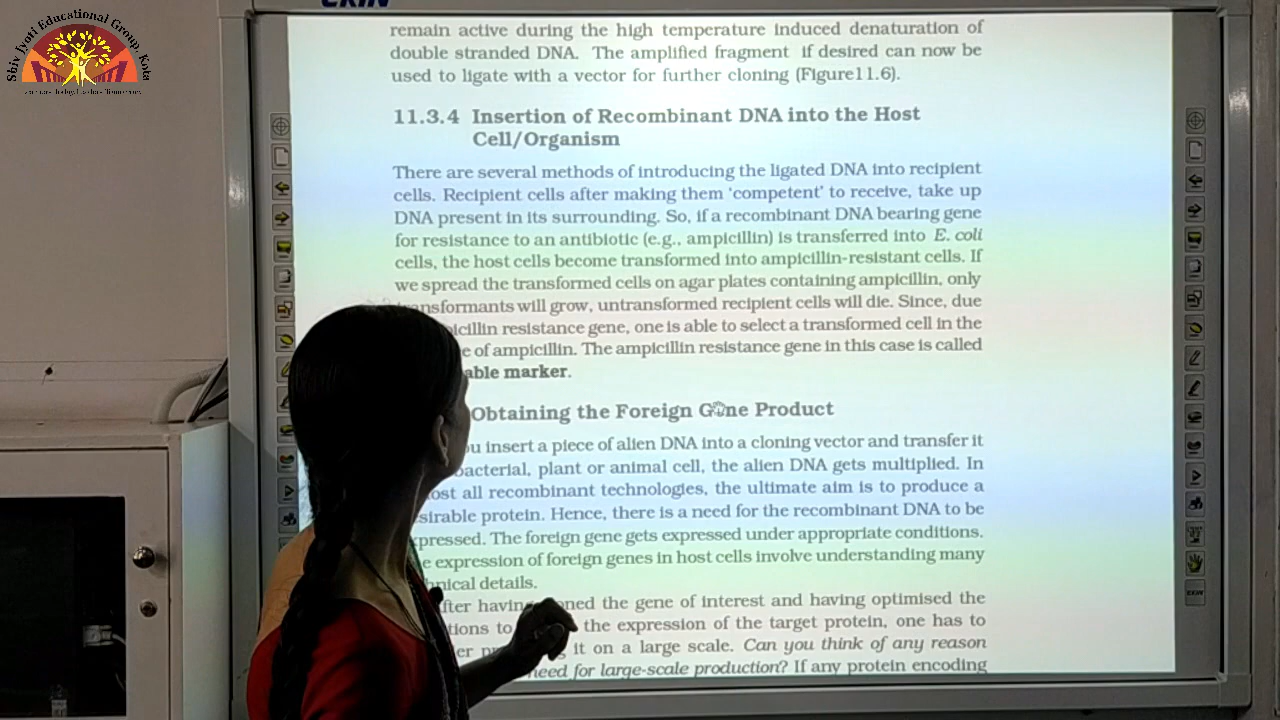 Shiv Jyoti Educational Group, Kota
remain active during the high temperature induced denaturation of
double stranded DNA. The amplified fragment if desired can now be
used to ligate with a vector for further cloning (Figure11.6).
11.3.4 Insertion of Recombinant DNA into the Host
Cell/Organism
There are several methods of introducing the ligated DNA into recipient
cells. Recipient cells after making them ‘competent’ to receive, take up
DNA present in its surrounding. So, if a recombinant DNA bearing gene
for resistance to an antibiotic (e.g., ampicillin) is transferred into E. coli
cells, the host cells become transformed into ampicillin-resistant cells. If
we spread the transformed cells on agar plates containing ampicillin, only
transformants will grow, untransformed recipient cells will die. Since, due
icillin resistance gene, one is able to select a transformed cell in the
e of ampicillin. The ampicillin resistance gene in this case is called
able marker.
Obtaining the Foreign Gene Product
u insert a piece of alien DNA into a cloning vector and transfer it
bacterial, plant or animal cell, the alien DNA gets multiplied. In
ost all recombinant technologies, the ultimate aim is to produce a
sirable protein. Hence, there is a need for the recombinant DNA to be
pressed. The foreign gene gets expressed under appropriate conditions.
e expression of foreign genes in host cells involve understanding many
nical details.
fter having oned the gene of interest and having optimised the
tions to the expression of the target protein, one has to
er it on a large scale. Can you think of any reason
need for large-scale production? If any protein encoding